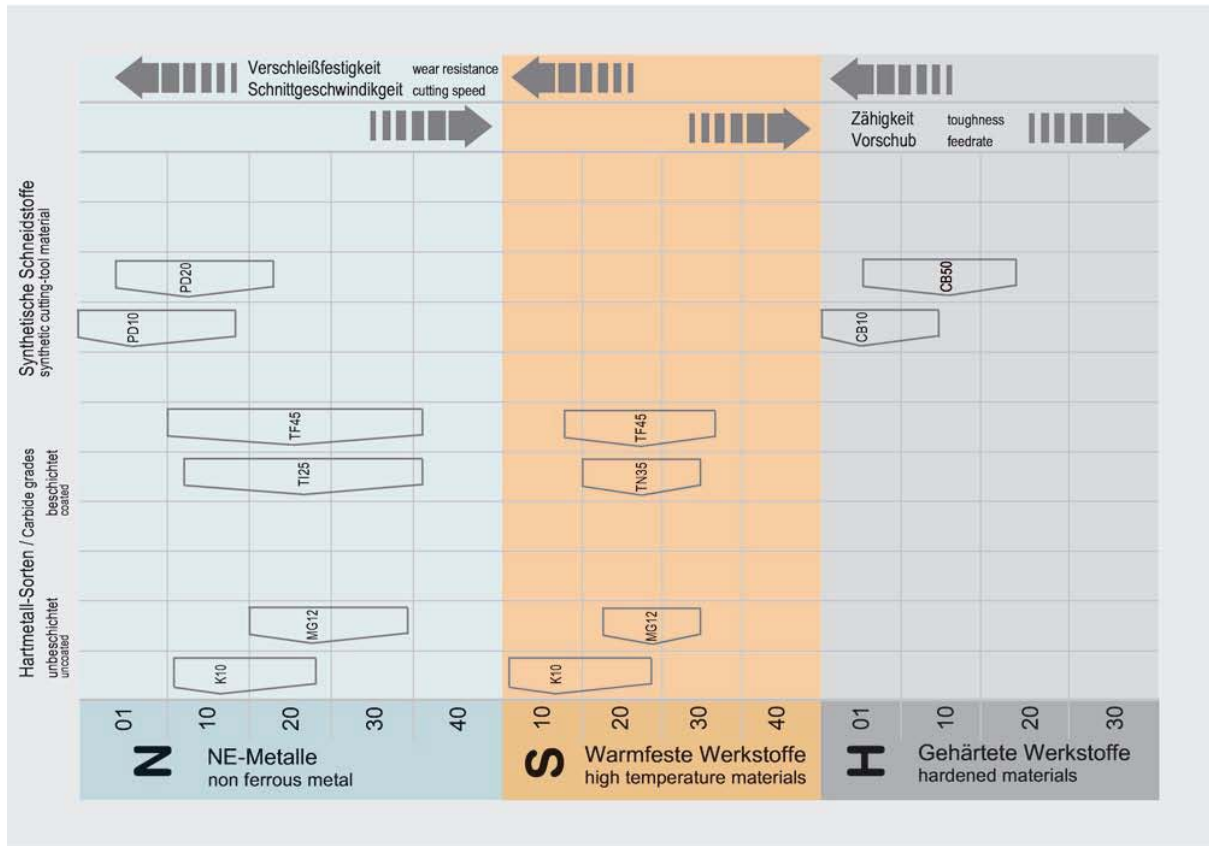 Verschleißfestigkeit wear resistance
Schnittgeschwindikgeit cutting speed
Zähigkeit toughness
Vorschub feedrate
Synthetische Schneidstoffe
synthetic cutting-tool material
PD20
CB50
PD10
CB10
Hartmetall-Sorten / Carbide grades
beschichtet
coated
TF45
TF45
TI25
TN35
unbeschichtet
uncoated
MG12
MG12
K10
K10
01 10 20 30 40 10 20 30 40 01 10 20 30
N NE-Metalle
non ferrous metal
S Warmfeste Werkstoffe
high temperature materials
H Gehärtete Werkstoffe
hardened materials